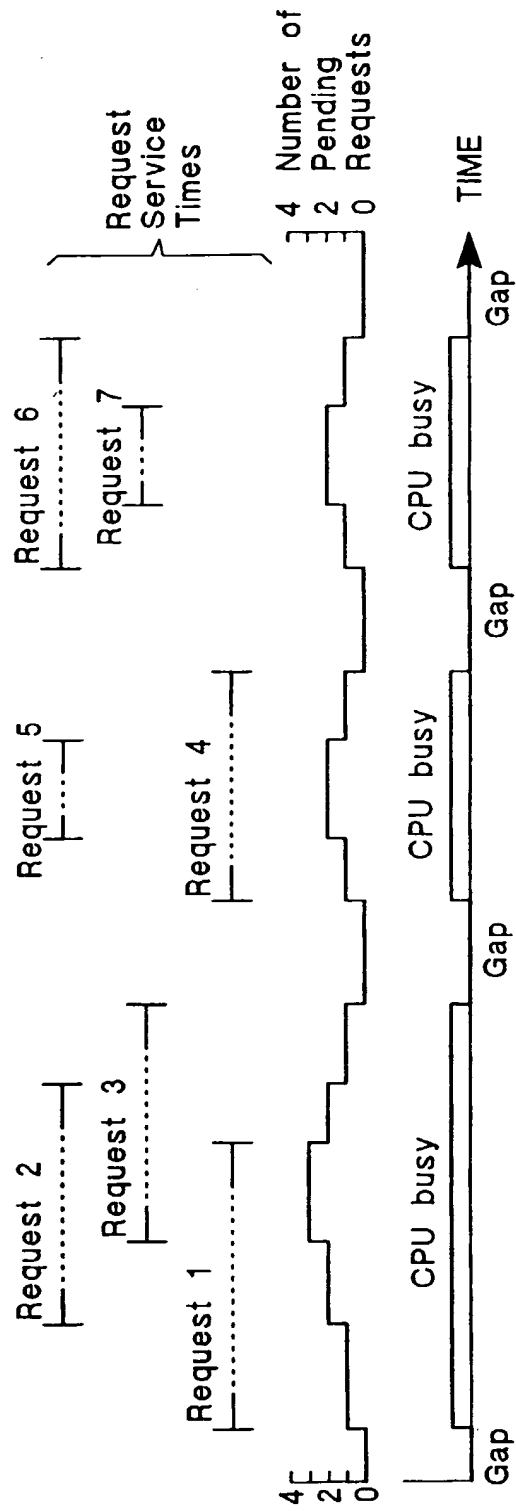 Request 2
Request 5
Request 6
Request 3
Request 7
Request 1
Request 4
Request
Service
Times
4
2
0
4 Number of
Pending
2 Requests
0
CPU busy
CPU busy
CPU busy
TIME
Gap
Gap
Gap
Gap